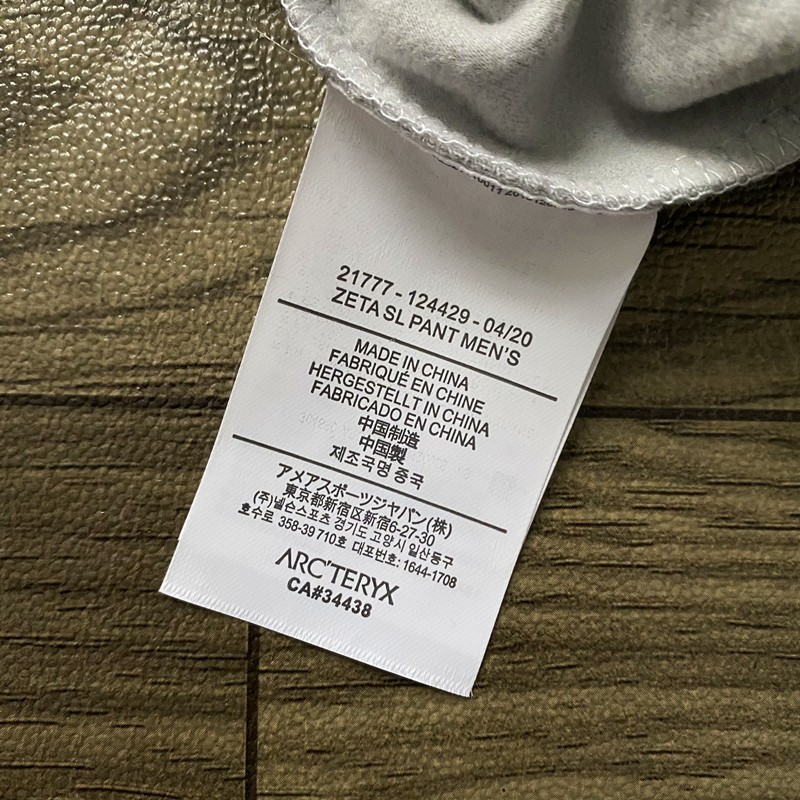 21777 - 124429 - 04/20
ZETA SL PANT MEN'S
MADE IN CHINA
FABRIQUÉ EN CHINE
HERGESTELLT IN CHINA
FABRICADO EN CHINA
中国制造
中国製
제조국명 중국
アメアスポーツジャパン(株)
東京都新宿区新宿6-27-30
(주)넬슨스포츠 경기도 고양시 일산동구
호수로 358-39 710호 대표번호: 1644-1708
ARC'TERYX
CA#34438